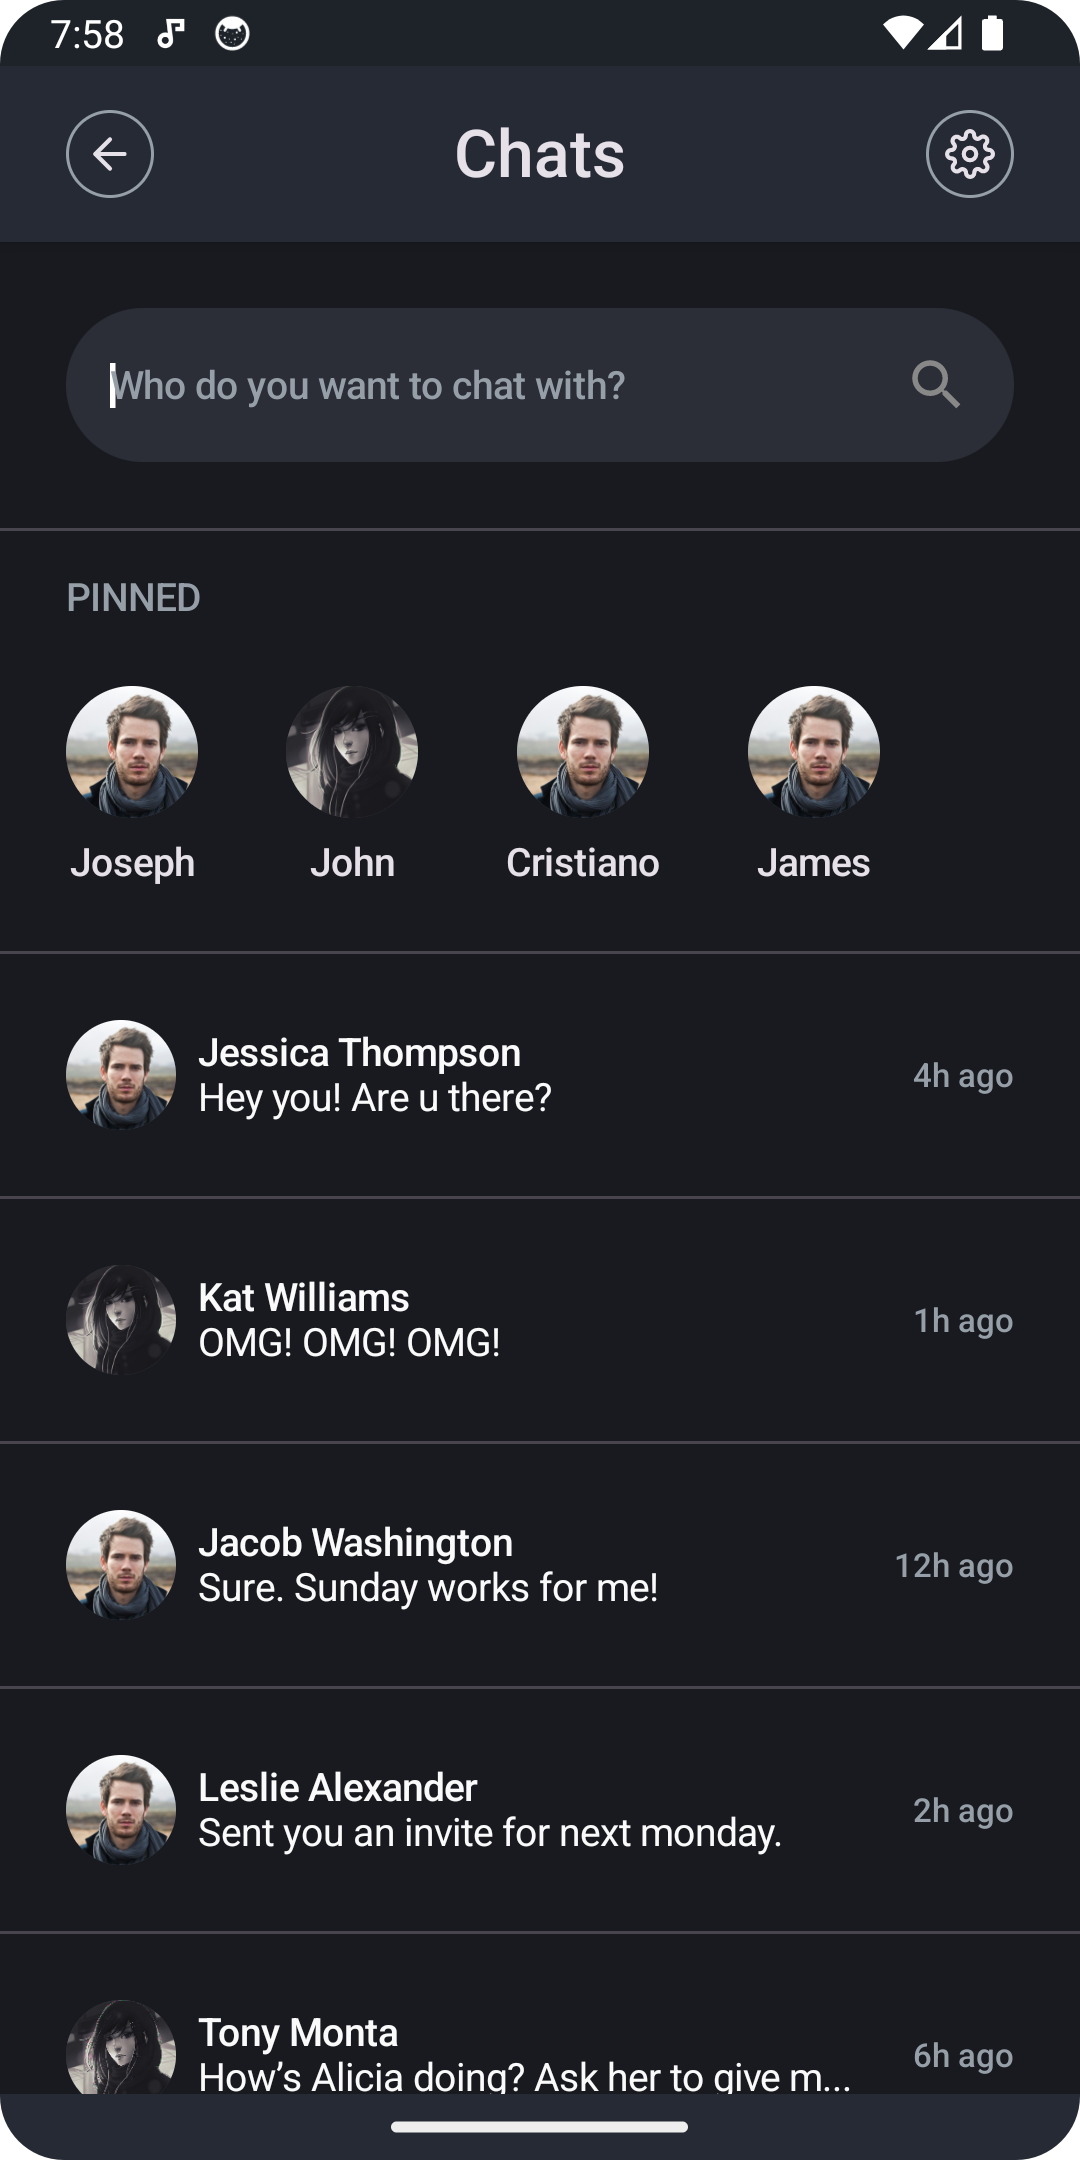 7:58
Chats
Who do you want to chat with?
PINNED
Joseph
John
Cristiano
James
Jessica Thompson
Hey you! Are u there?
4h ago
Kat Williams
OMG! OMG! OMG!
1h ago
Jacob Washington
Sure. Sunday works for me!
12h ago
Leslie Alexander
Sent you an invite for next monday.
2h ago
Tony Monta
How’s Alicia doing? Ask her to give m...
6h ago